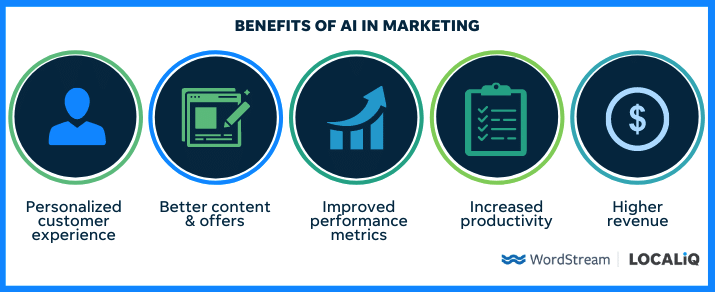 BENEFITS OF AI IN MARKETING
$
Personalized
customer
experience
Better content
& offers
Improved
performance
metrics
Increased
productivity
Higher
revenue
WordStream | LOCALiQ